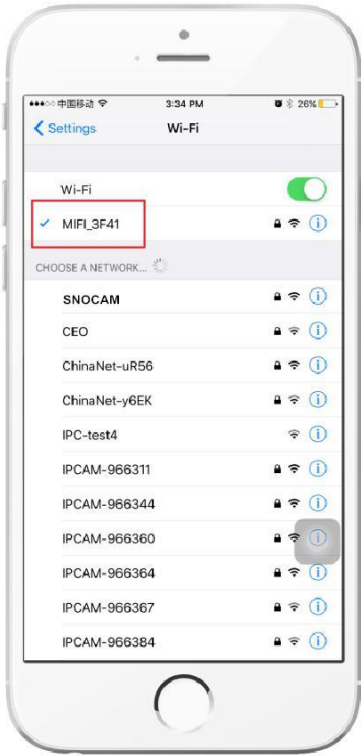 中国移动 3:34 PM 26%
Settings Wi-Fi
Wi-Fi
MIFI_3F41
CHOOSE A NETWORK...
SNOCAM
CEO
ChinaNet-uR56
ChinaNet-y6EK
IPC-test4
IPCAM-966311
IPCAM-966344
IPCAM-966360
IPCAM-966364
IPCAM-966367
IPCAM-966384